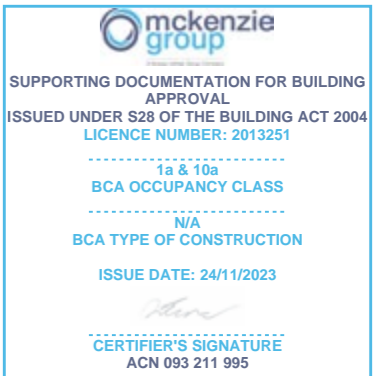 mckenzie
group
SUPPORTING DOCUMENTATION FOR BUILDING
APPROVAL
ISSUED UNDER S28 OF THE BUILDING ACT 2004
LICENCE NUMBER: 2013251
1a & 10a
BCA OCCUPANCY CLASS
N/A
BCA TYPE OF CONSTRUCTION
ISSUE DATE: 24/11/2023
CERTIFIER'S SIGNATURE
ACN 093 211 995